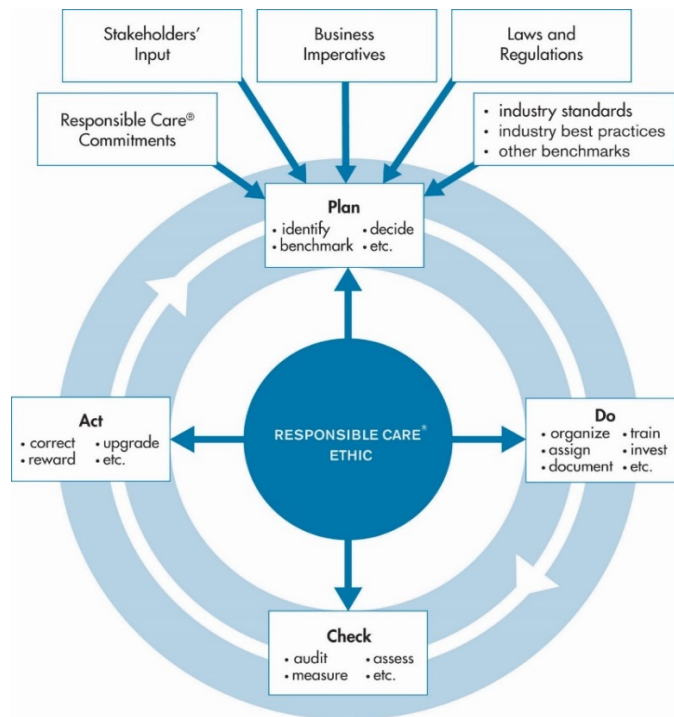 Stakeholders'
Input
Business
Imperatives
Laws and
Regulations
Responsible Care®
Commitments
• industry standards
• industry best practices
• other benchmarks
Plan
• identify • decide
• benchmark • etc.
Act
• correct • upgrade
• reward • etc.
RESPONSIBLE CARE®
ETHIC
Do
• organize • train
• assign • invest
• document • etc.
Check
• audit • assess
• measure • etc.